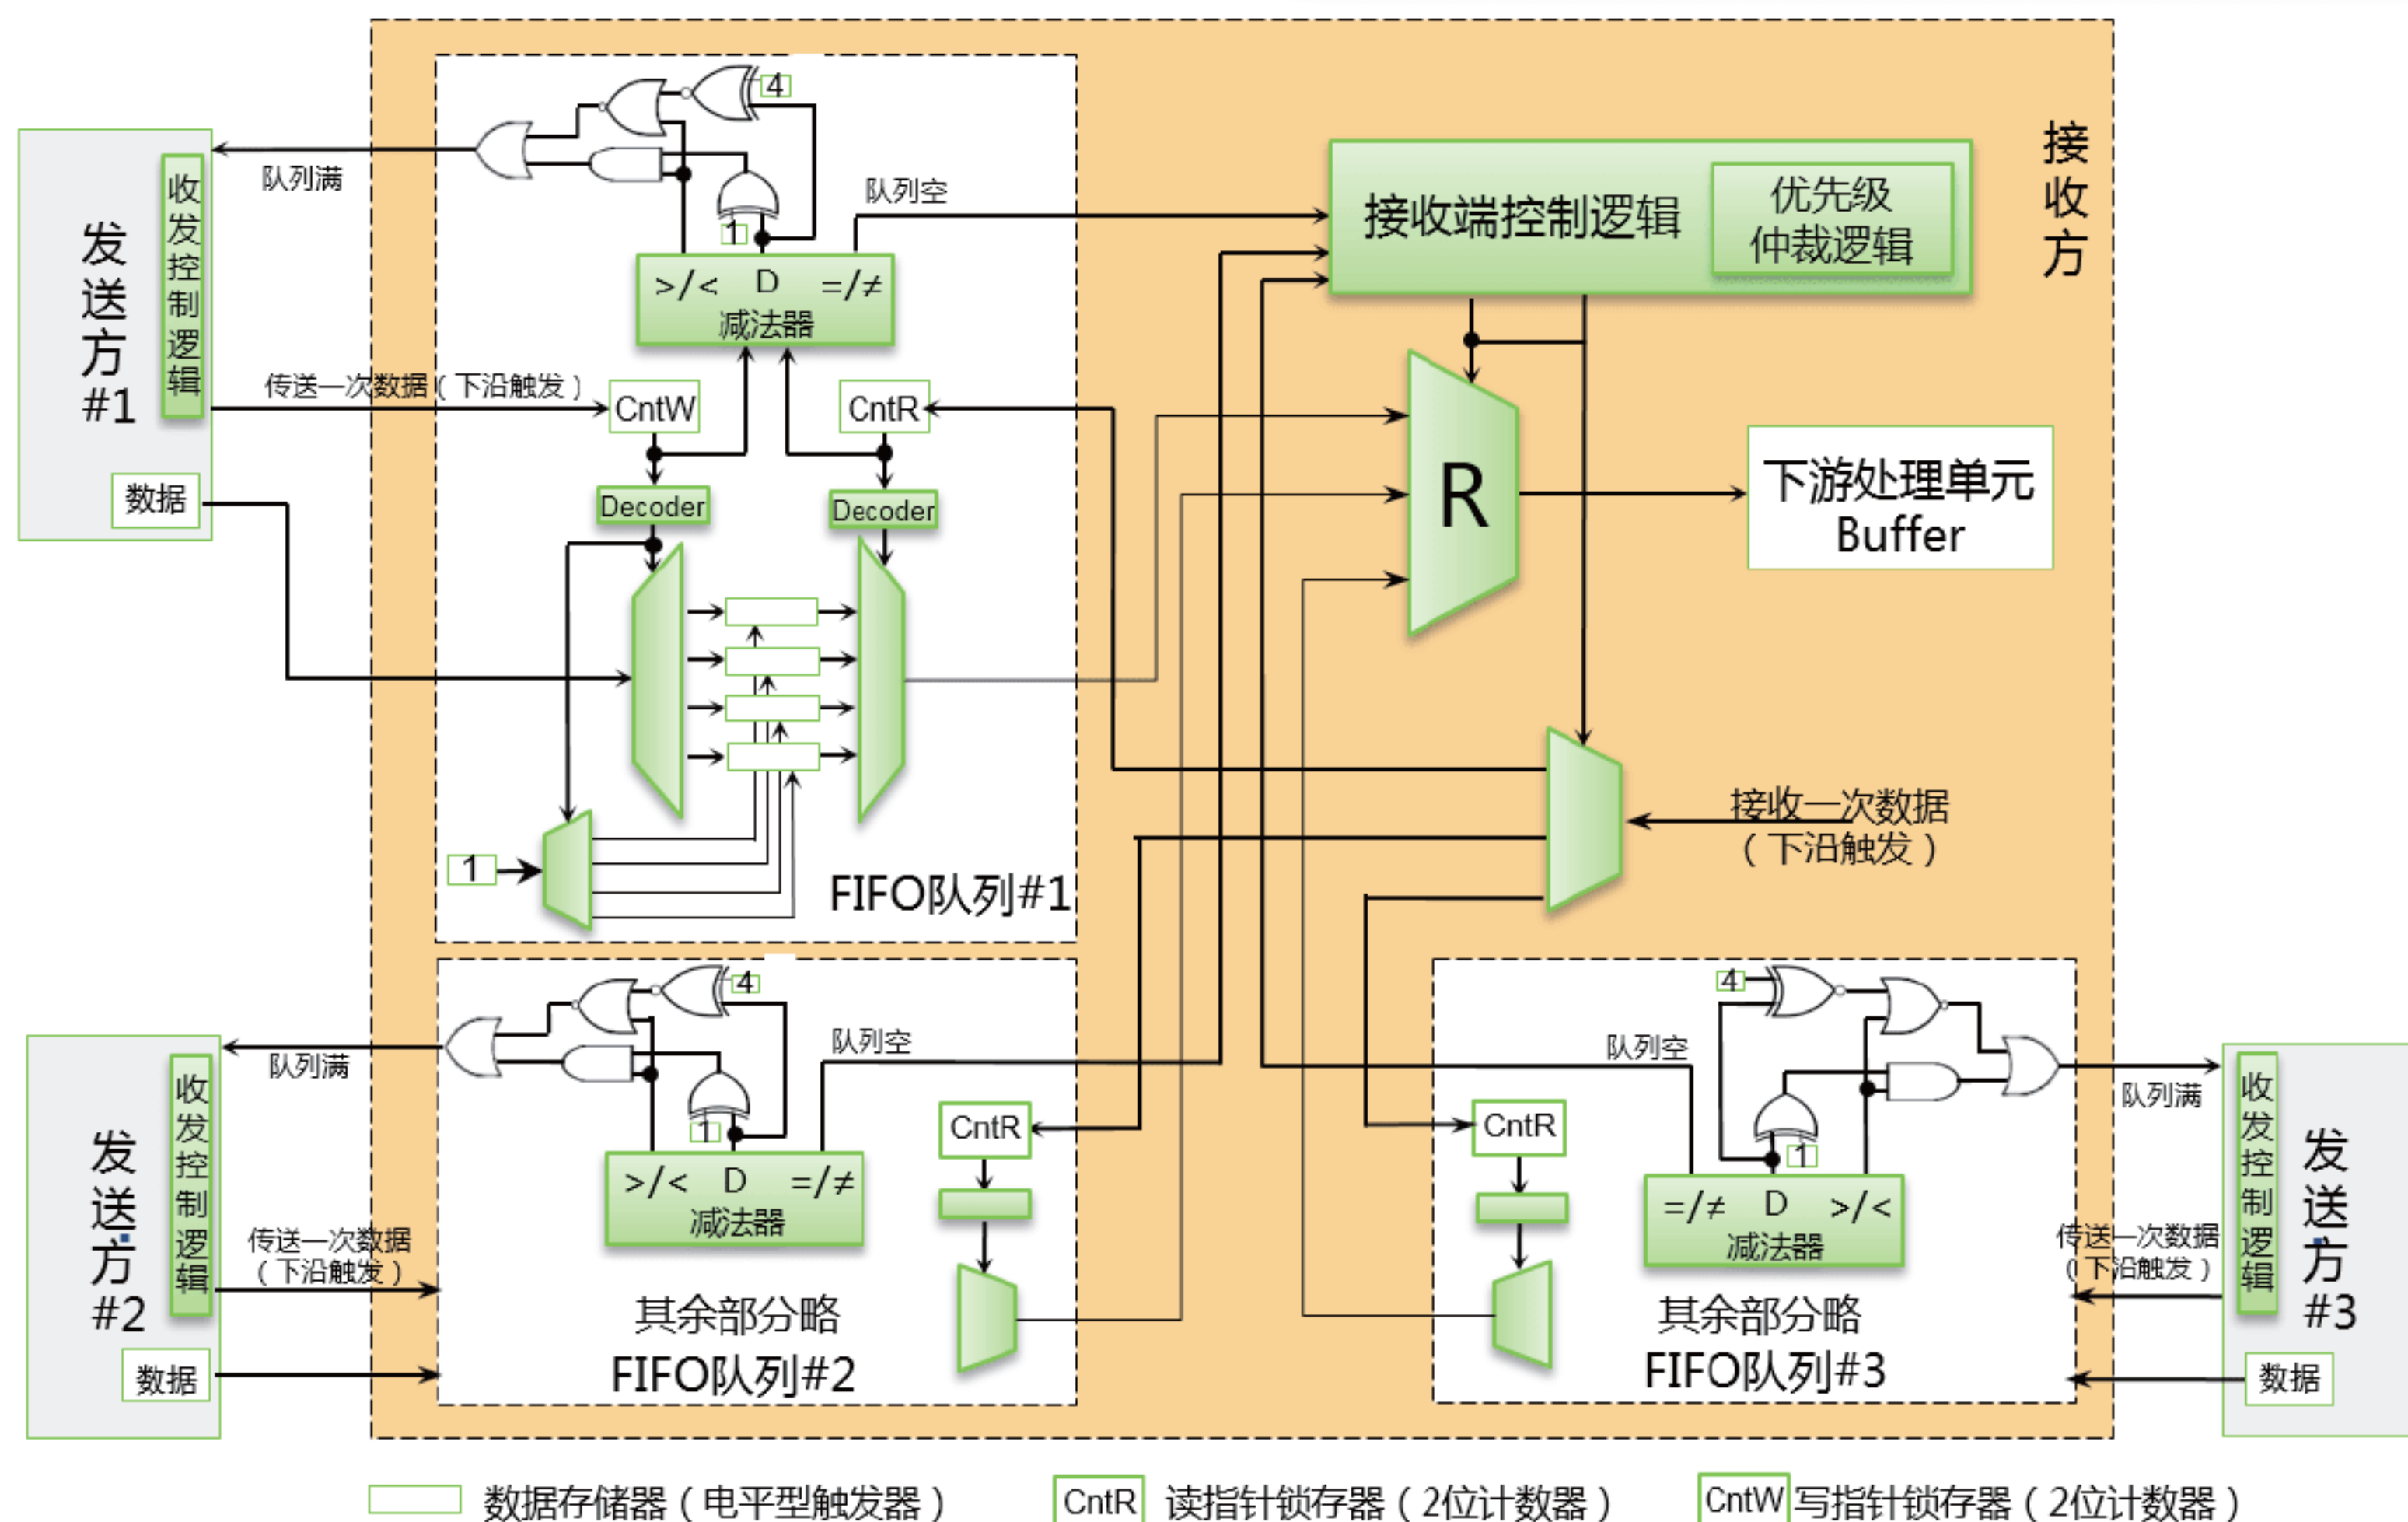 4
队列满
1
队列空
>/< D =/≠
减法器
发送方
#1
收发控制逻辑
传送一次数据（下沿触发）
CntW
CntR
数据
Decoder
Decoder
1
FIFO队列#1
接收端控制逻辑
优先级
仲裁逻辑
接收方
R
下游处理单元
Buffer
接收一次数据
（下沿触发）
4
队列满
1
队列空
>/< D =/≠
减法器
发送方
#2
收发控制逻辑
传送一次数据
（下沿触发）
CntR
数据
其余部分略
FIFO队列#2
4
队列空
1
队列满
=/≠ D >/<
减法器
CntR
其余部分略
FIFO队列#3
收发控制逻辑
发送方
#3
传送一次数据
（下沿触发）
数据
数据存储器（电平型触发器）
CntR 读指针锁存器（2位计数器）
CntW 写指针锁存器（2位计数器）